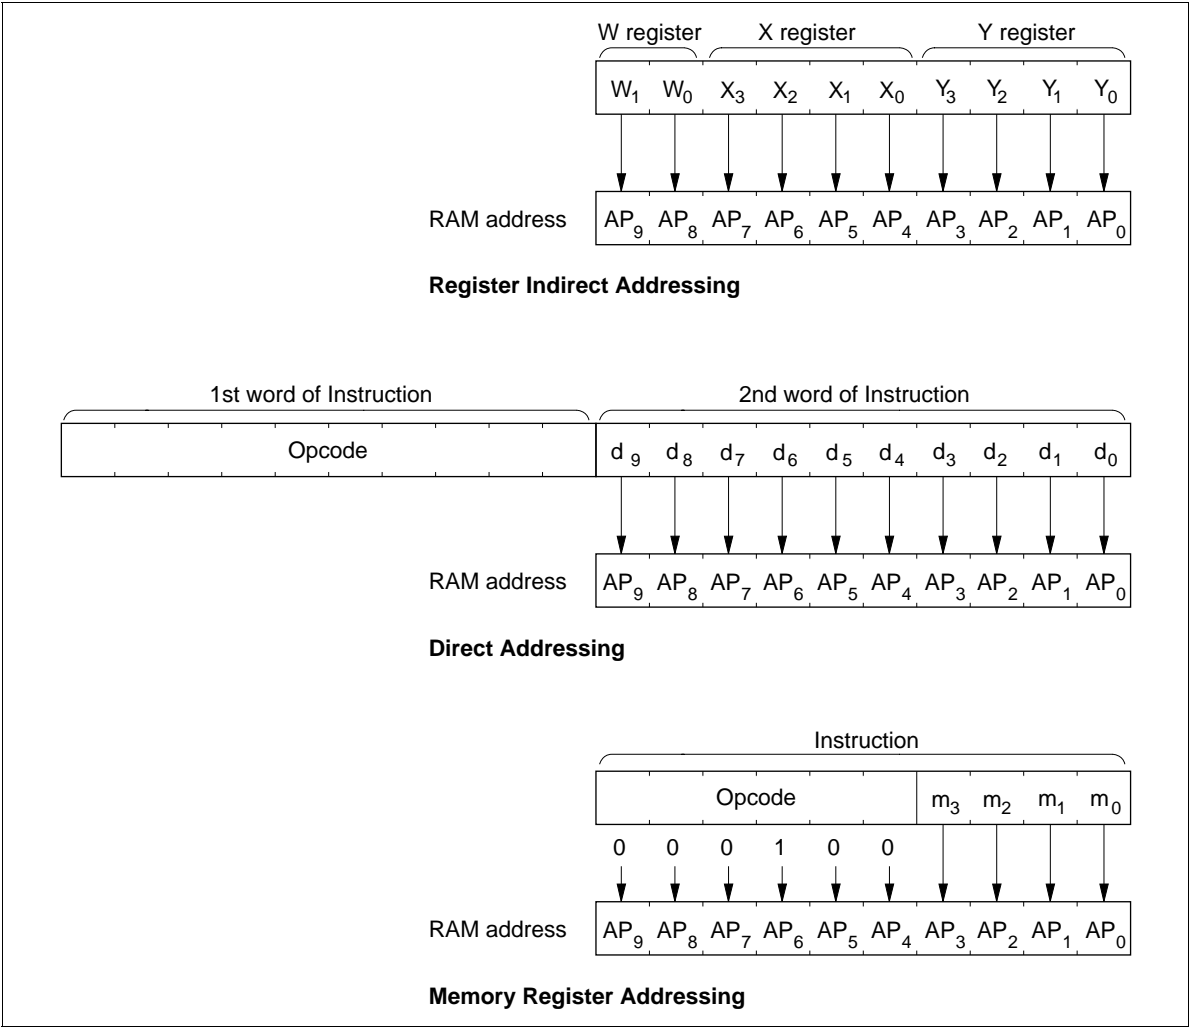 W register X register Y register
W1 W0 X3 X2 X1 X0 Y3 Y2 Y1 Y0
RAM address AP9 AP8 AP7 AP6 AP5 AP4 AP3 AP2 AP1 AP0
Register Indirect Addressing
1st word of Instruction 2nd word of Instruction
Opcode d9 d8 d7 d6 d5 d4 d3 d2 d1 d0
RAM address AP9 AP8 AP7 AP6 AP5 AP4 AP3 AP2 AP1 AP0
Direct Addressing
Instruction
Opcode m3 m2 m1 m0
0 0 0 1 0 0
RAM address AP9 AP8 AP7 AP6 AP5 AP4 AP3 AP2 AP1 AP0
Memory Register Addressing